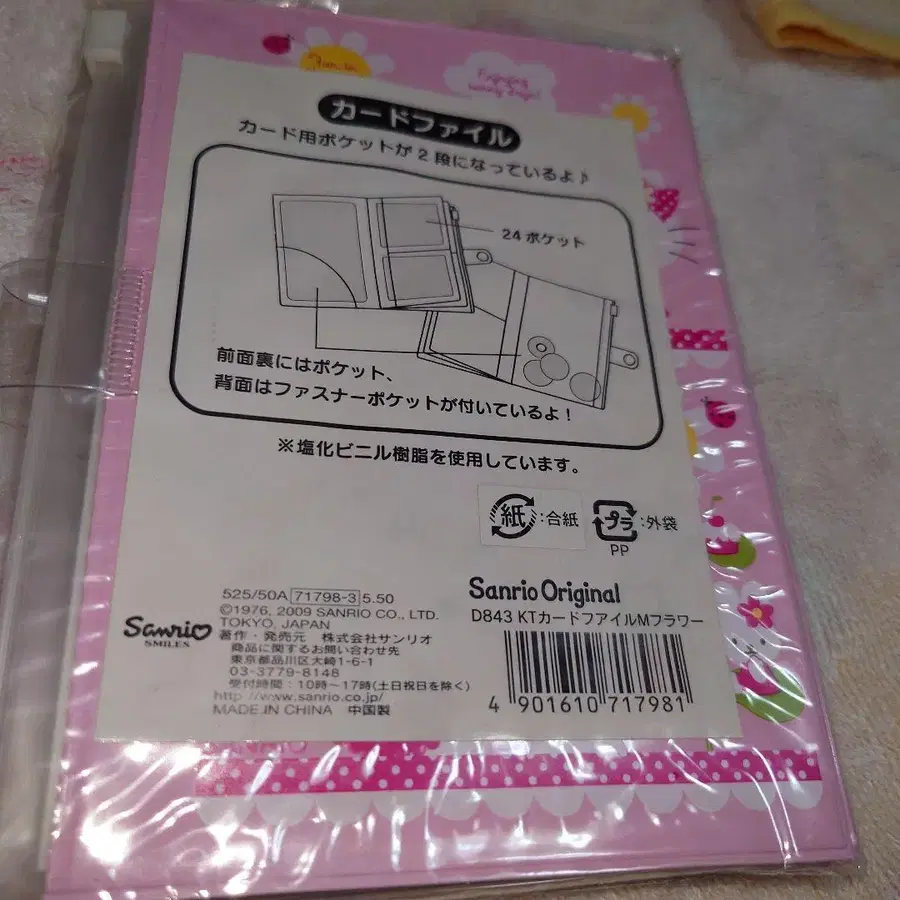 カードファイル
カード用ポケットが2段になっているよ♪
24ポケット
前面裏にはポケット、
背面はファスナーポケットが付いているよ！
※塩化ビニル樹脂を使用しています。
紙:合紙
プラ:外袋
PP
525/50A 71798-3 5.50
©1976, 2009 SANRIO CO., LTD.
TOKYO, JAPAN
著作・発売元 株式会社サンリオ
商品に関するお問い合わせ先
東京都品川区大崎1-6-1
03-3779-8148
受付時間：10時～17時(土日祝日を除く)
http://www.sanrio.co.jp/
MADE IN CHINA 中国製
Sanrio
SMILES
Sanrio Original
D843 KTカードファイルMフラワー
4 901610 717981
SANRIO